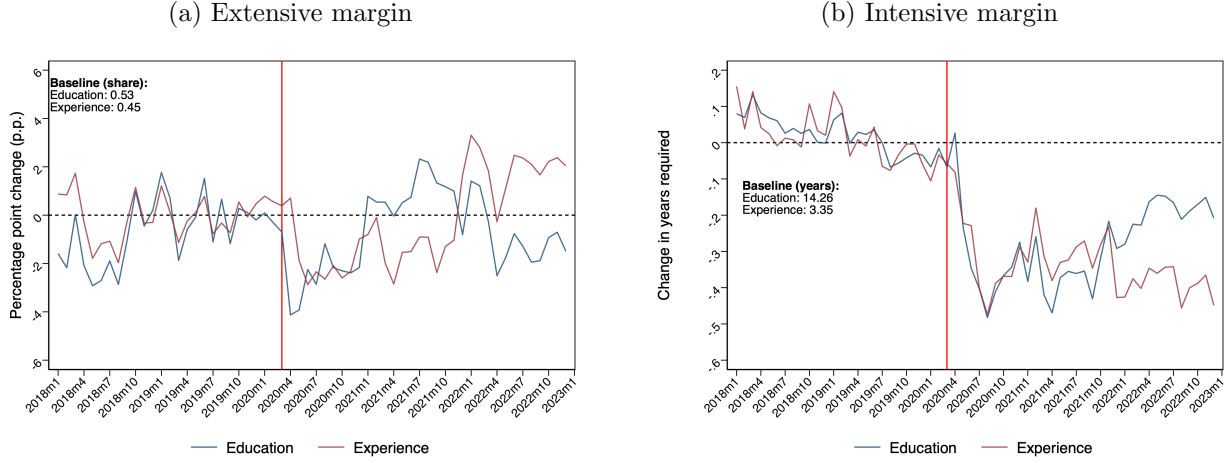 (a) Extensive margin
Percentage point change (p.p.)
6
4
2
0
-2
-4
-6
Baseline (share):
Education: 0.53
Experience: 0.45
2018m1
2018m4
2018m7
2018m10
2019m1
2019m4
2019m7
2019m10
2020m1
2020m4
2020m7
2020m10
2021m1
2021m4
2021m7
2021m10
2022m1
2022m4
2022m7
2022m10
2023m1
Education
Experience
(b) Intensive margin
Change in years required
.2
.1
0
-.1
-.2
-.3
-.4
-.5
-.6
Baseline (years):
Education: 14.26
Experience: 3.35
2018m1
2018m4
2018m7
2018m10
2019m1
2019m4
2019m7
2019m10
2020m1
2020m4
2020m7
2020m10
2021m1
2021m4
2021m7
2021m10
2022m1
2022m4
2022m7
2022m10
2023m1
Education
Experience